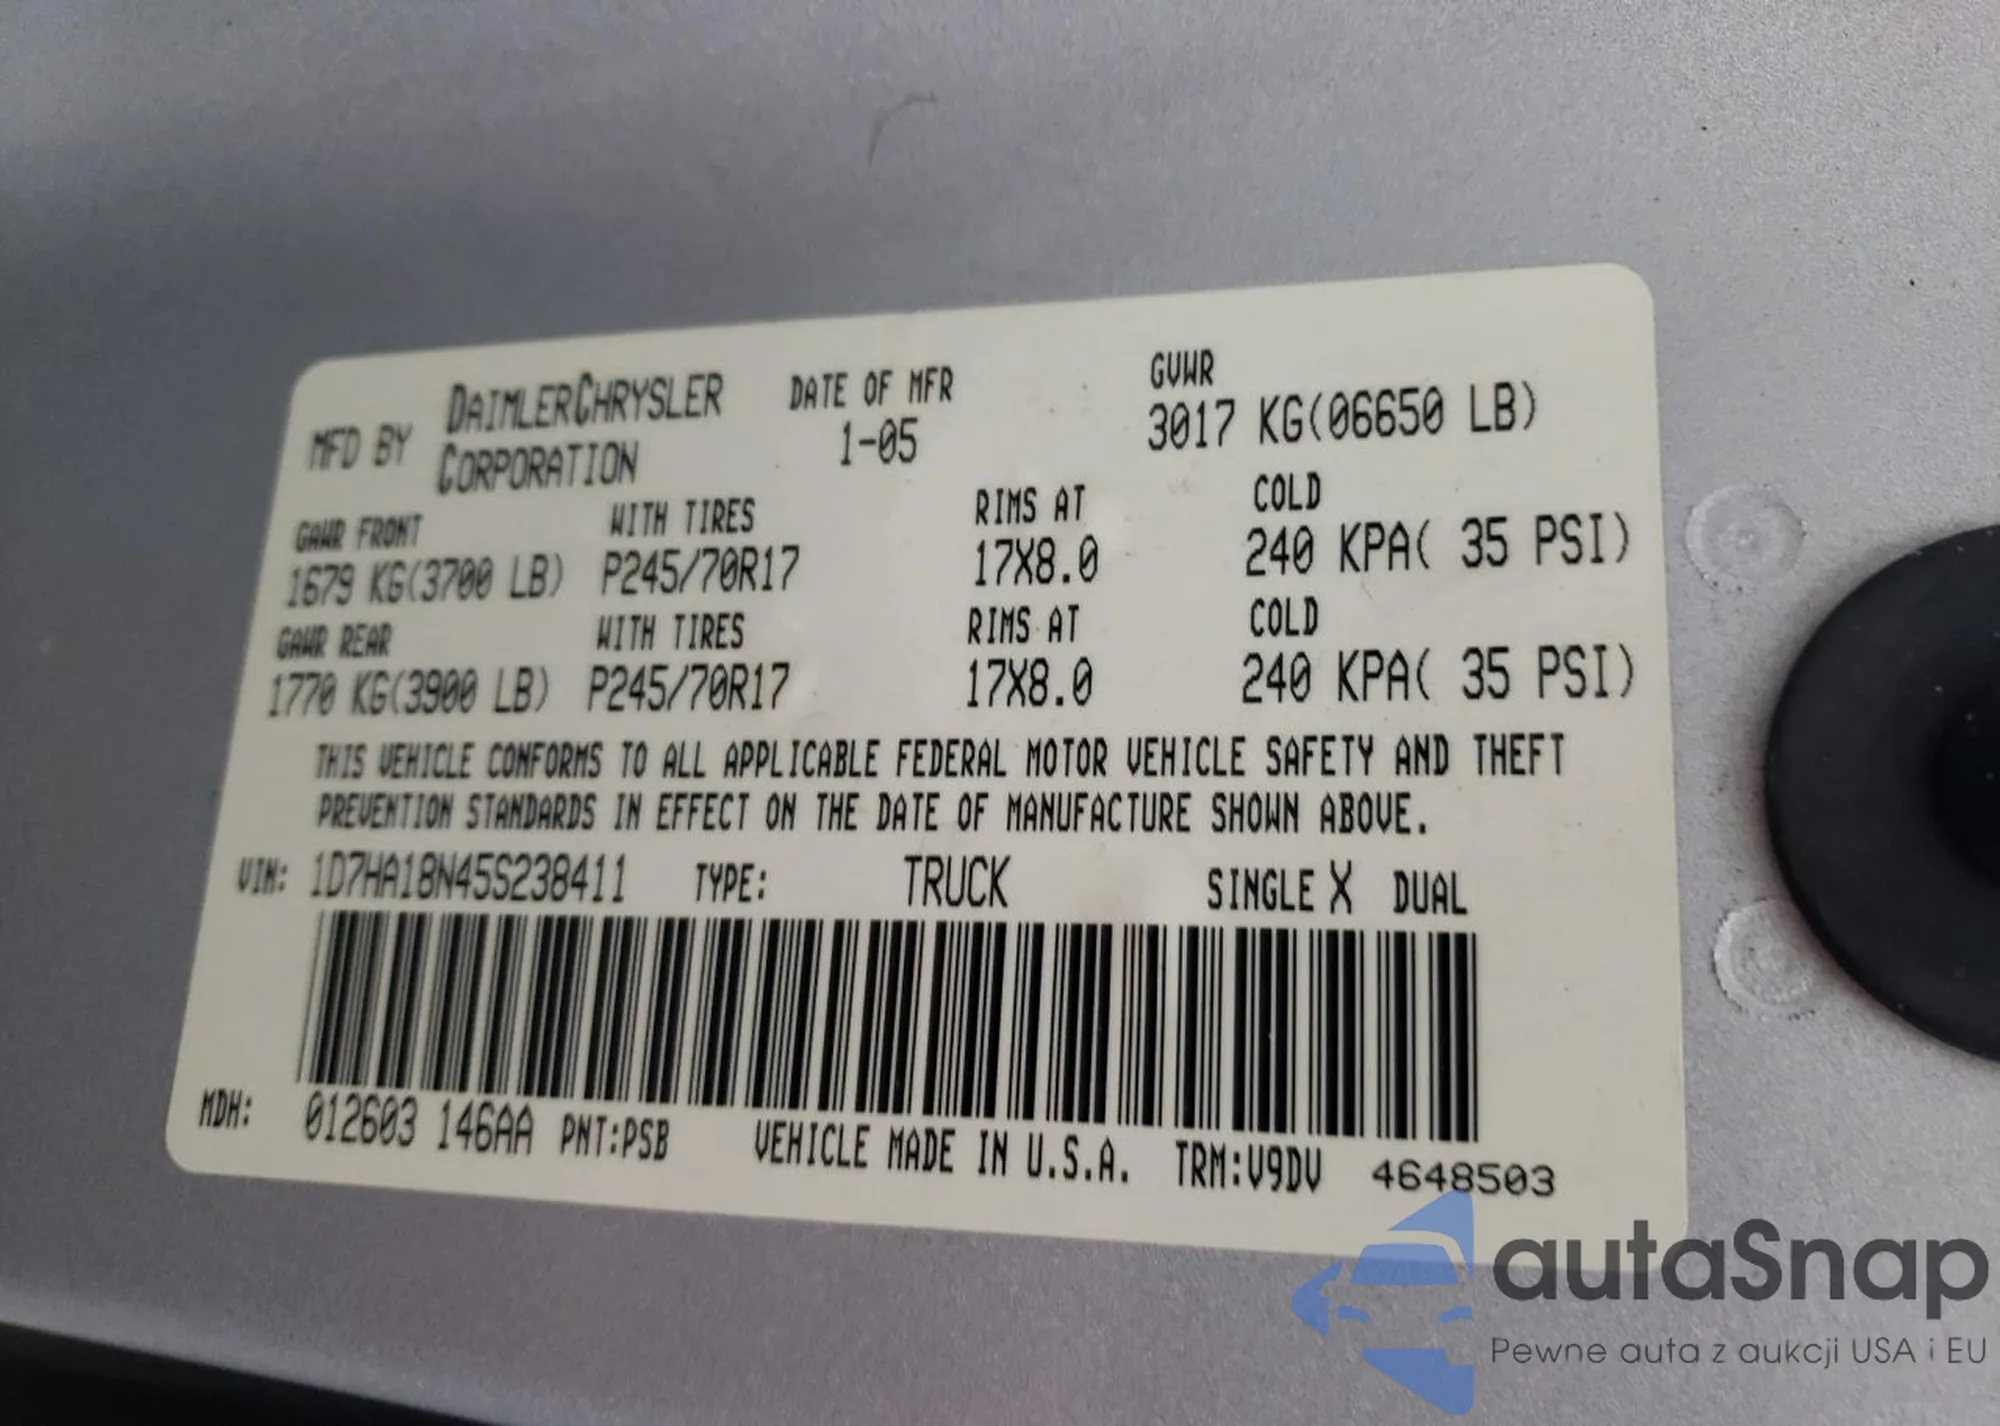 MFD BY DAIMLERCHRYSLER CORPORATION DATE OF MFR 1-05 GVWR 3017 KG(06650 LB)
GAWR FRONT WITH TIRES RIMS AT COLD
1679 KG(3700 LB) P245/70R17 17X8.0 240 KPA( 35 PSI)
GAWR REAR WITH TIRES RIMS AT COLD
1770 KG(3900 LB) P245/70R17 17X8.0 240 KPA( 35 PSI)
THIS VEHICLE CONFORMS TO ALL APPLICABLE FEDERAL MOTOR VEHICLE SAFETY AND THEFT
PREVENTION STANDARDS IN EFFECT ON THE DATE OF MANUFACTURE SHOWN ABOVE.
VIN: 1D7HA18N45S238411 TYPE: TRUCK SINGLE X DUAL
MDH: 012603 146AA PNT:PSB VEHICLE MADE IN U.S.A. TRM:V9DV 4648503
autaSnap
Pewne auta z aukcji USA i EU